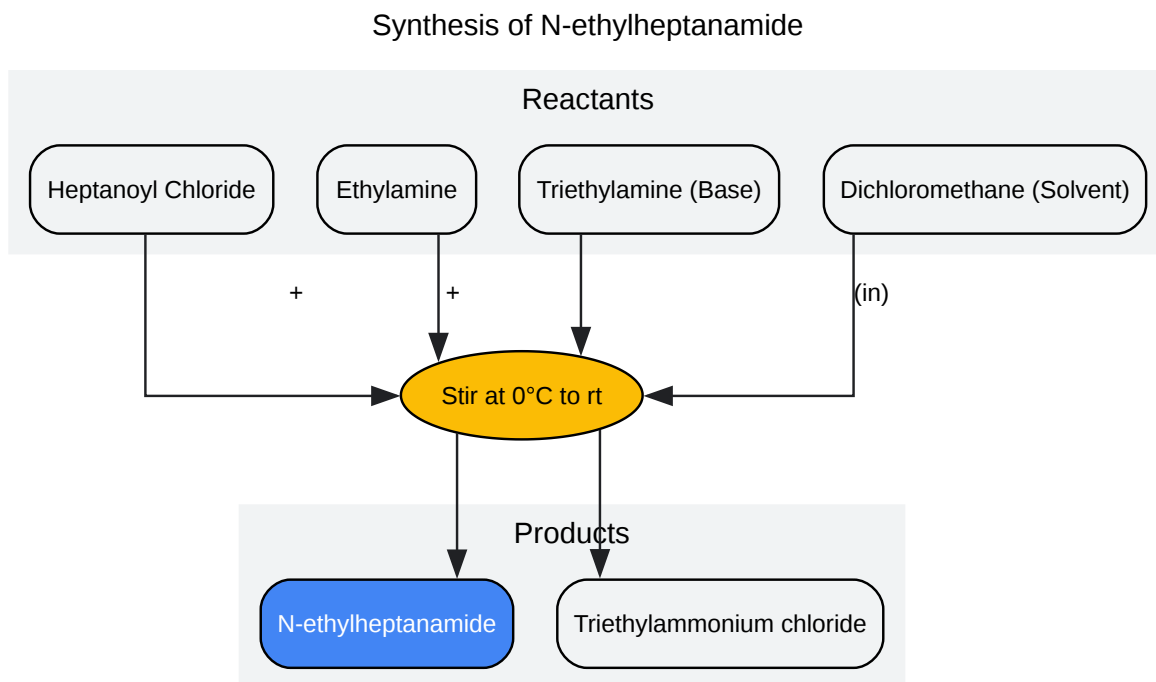 Synthesis of N-ethylheptanamide
Reactants
Heptanoyl Chloride
Ethylamine
Triethylamine (Base)
Dichloromethane (Solvent)
+
+
(in)
Stir at 0°C to rt
Products
N-ethylheptanamide
Triethylammonium chloride